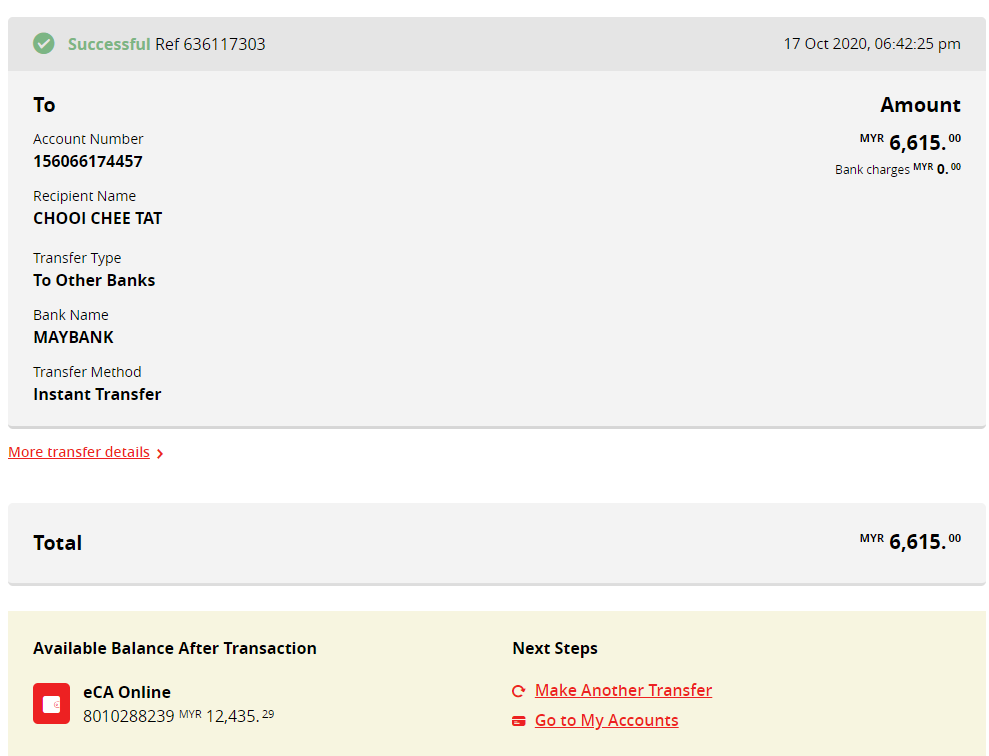 Successful Ref 636117303
17 Oct 2020, 06:42:25 pm
To
Amount
Account Number
156066174457
MYR 6,615.00
Bank charges MYR 0.00
Recipient Name
CHOOI CHEE TAT
Transfer Type
To Other Banks
Bank Name
MAYBANK
Transfer Method
Instant Transfer
More transfer details
Total
MYR 6,615.00
Available Balance After Transaction
eCA Online
8010288239 MYR 12,435.29
Next Steps
Make Another Transfer
Go to My Accounts